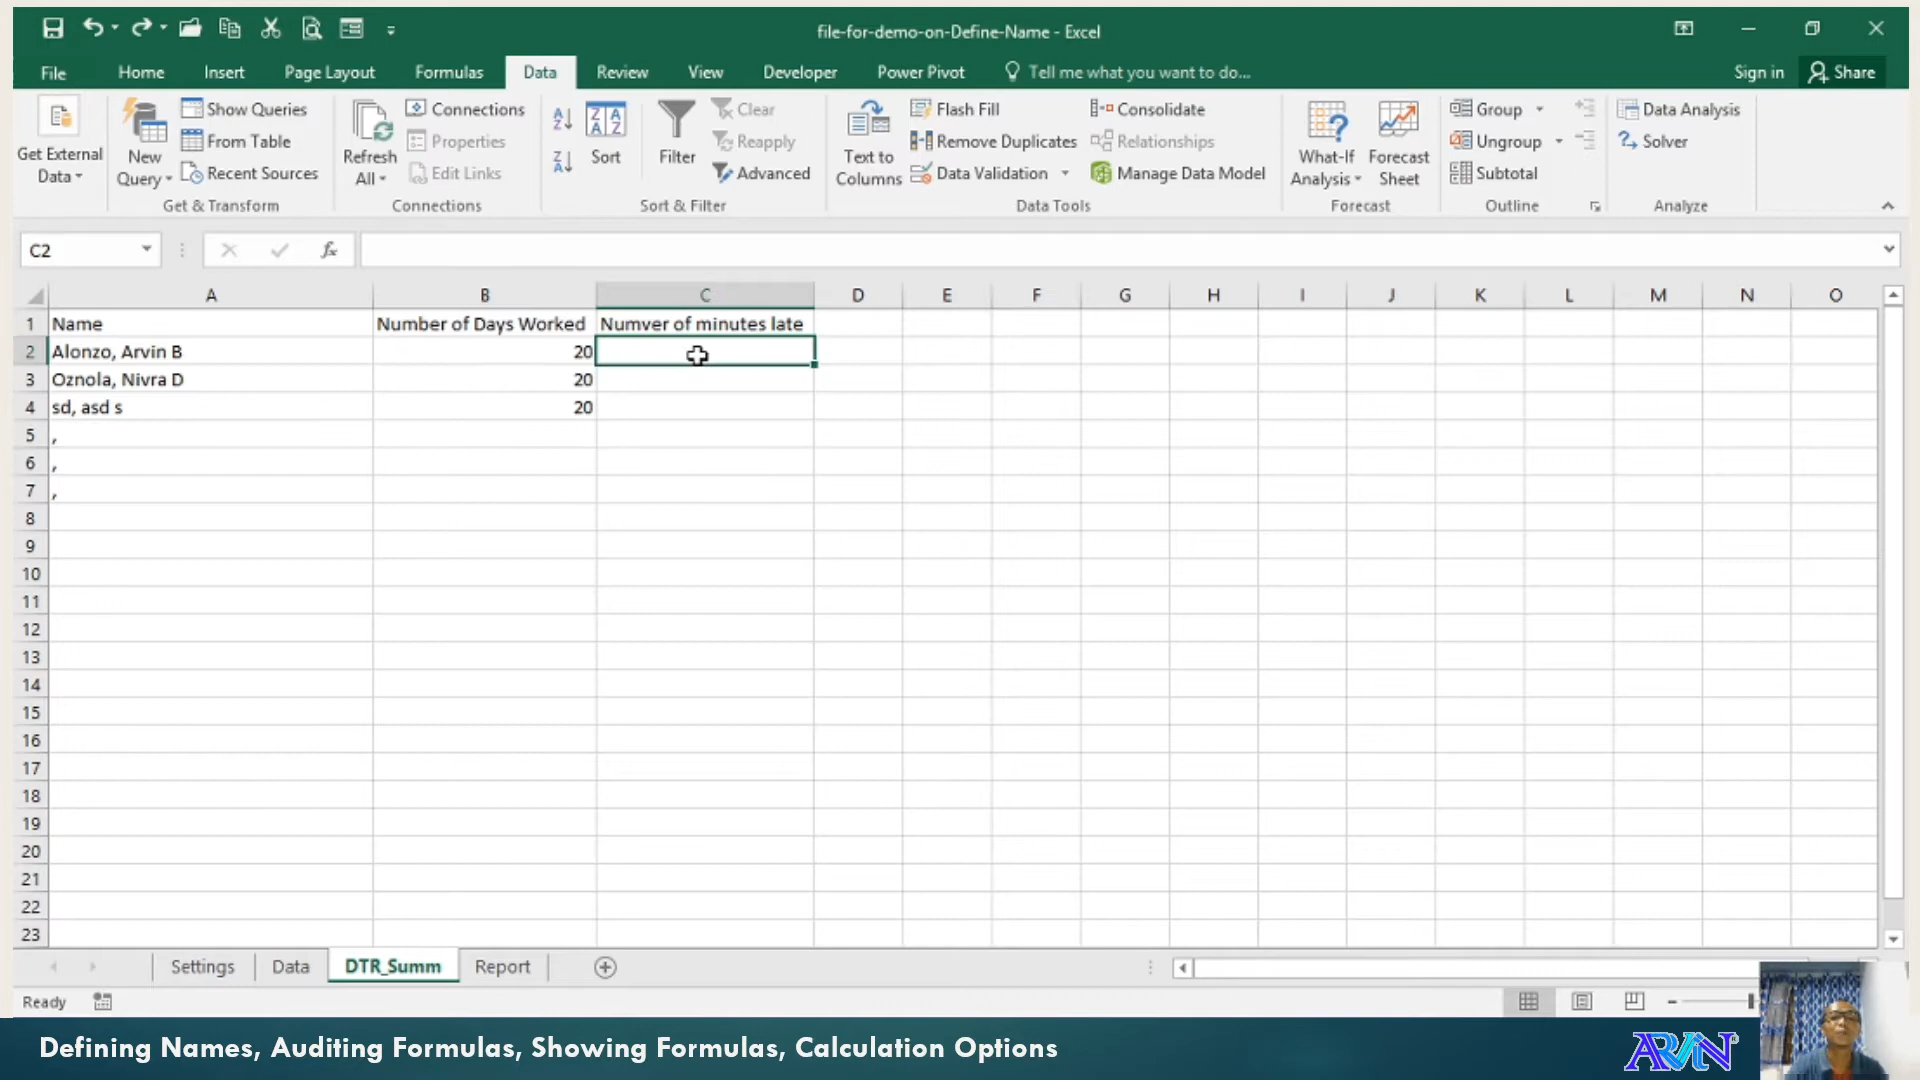 file-for-demo-on-Define-Name - Excel
File Home Insert Page Layout Formulas Data Review View Developer Power Pivot Tell me what you want to do... Sign in Share
Get External Data
New Query
Show Queries
From Table
Recent Sources
Get & Transform
Refresh All
Connections
Properties
Edit Links
Connections
Sort
Filter
Clear
Reapply
Advanced
Sort & Filter
Text to Columns
Flash Fill
Remove Duplicates
Data Validation
Consolidate
Relationships
Manage Data Model
Data Tools
What-If Analysis
Forecast Sheet
Forecast
Group
Ungroup
Subtotal
Outline
Data Analysis
Solver
Analyze
C2 fx
A B C D E F G H I J K L M N O
1 Name Number of Days Worked Numver of minutes late
2 Alonzo, Arvin B 20
3 Oznola, Nivra D 20
4 sd, asd s 20
5 ,
6 ,
7 ,
8
9
10
11
12
13
14
15
16
17
18
19
20
21
22
23
Settings Data DTR_Summ Report
Ready
Defining Names, Auditing Formulas, Showing Formulas, Calculation Options
ARVIN